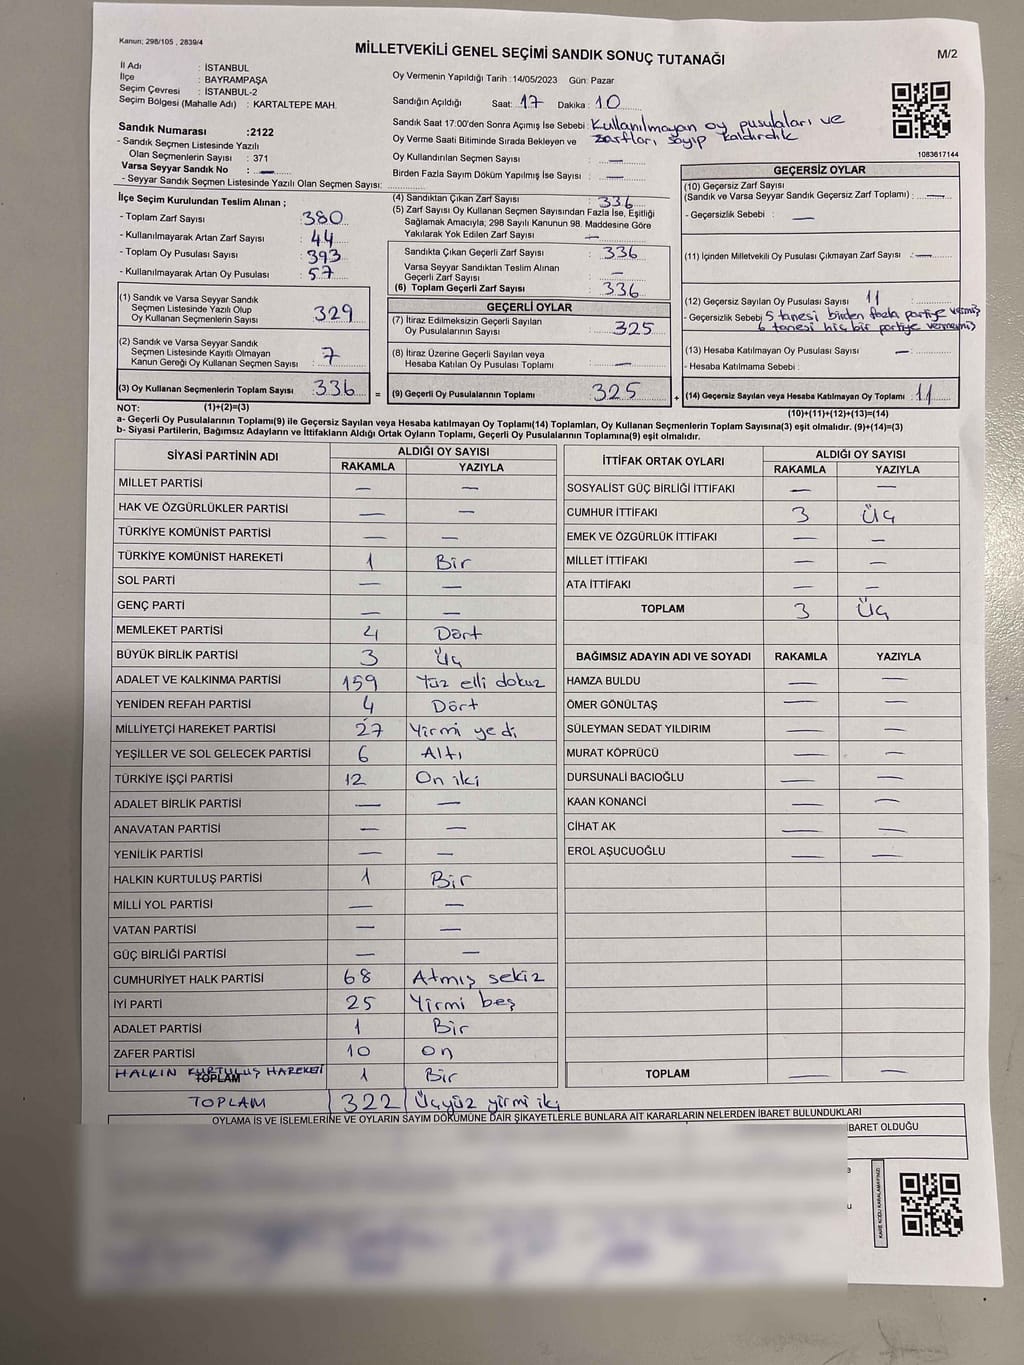 Kanun; 298/105 , 2839/4
MİLLETVEKİLİ GENEL SEÇİMİ SANDIK SONUÇ TUTANAĞI
M/2
İl Adı : İSTANBUL
İlçe : BAYRAMPAŞA
Seçim Çevresi : İSTANBUL-2
Seçim Bölgesi (Mahalle Adı) : KARTALTEPE MAH.
Oy Vermenin Yapıldığı Tarih :14/05/2023 Gün: Pazar
Sandığın Açıldığı Saat: 17 Dakika : 10
Sandık Saat 17:00'den Sonra Açımış İse Sebebi : Kullanılmayan oy pusulaları ve
Oy Verme Saati Bitiminde Sırada Bekleyen ve zarfları sayıp kaldırdık
Oy Kullandırılan Seçmen Sayısı : —
Birden Fazla Sayım Döküm Yapılmış İse Sayısı : —
1083617144
Sandık Numarası :2122
- Sandık Seçmen Listesinde Yazılı
Olan Seçmenlerin Sayısı : 371
Varsa Seyyar Sandık No : —
- Seyyar Sandık Seçmen Listesinde Yazılı Olan Seçmen Sayısı:
İlçe Seçim Kurulundan Teslim Alınan ;
- Toplam Zarf Sayısı 380
- Kullanılmayarak Artan Zarf Sayısı : 44
- Toplam Oy Pusulası Sayısı : 393
- Kullanılmayarak Artan Oy Pusulası : 57
(1) Sandık ve Varsa Seyyar Sandık
Seçmen Listesinde Yazılı Olup
Oy Kullanan Seçmenlerin Sayısı : 329
(2) Sandık ve Varsa Seyyar Sandık
Seçmen Listesinde Kayıtlı Olmayan
Kanun Gereği Oy Kullanan Seçmen Sayısı : 7
(3) Oy Kullanan Seçmenlerin Toplam Sayısı : 336
(4) Sandıktan Çıkan Zarf Sayısı : 336
(5) Zarf Sayısı Oy Kullanan Seçmen Sayısından Fazla İse, Eşitliği
Sağlamak Amacıyla; 298 Sayılı Kanunun 98. Maddesine Göre
Yakılarak Yok Edilen Zarf Sayısı : —
Sandıkta Çıkan Geçerli Zarf Sayısı : 336
Varsa Seyyar Sandıktan Teslim Alınan
Geçerli Zarf Sayısı : —
(6) Toplam Geçerli Zarf Sayısı : 336
GEÇERLİ OYLAR
(7) İtiraz Edilmeksizin Geçerli Sayılan
Oy Pusulalarının Sayısı : 325
(8) İtiraz Üzerine Geçerli Sayılan veya
Hesaba Katılan Oy Pusulası Toplamı : —
= (9) Geçerli Oy Pusulalarının Toplamı : 325
GEÇERSİZ OYLAR
(10) Geçersiz Zarf Sayısı
(Sandık ve Varsa Seyyar Sandık Geçersiz Zarf Toplamı) : —
- Geçersizlik Sebebi : —
(11) İçinden Milletvekili Oy Pusulası Çıkmayan Zarf Sayısı : —
(12) Geçersiz Sayılan Oy Pusulası Sayısı 11
- Geçersizlik Sebebi 5 tanesi birden fazla partiye vermiş
6 tanesi hiç bir partiye vermemiş
(13) Hesaba Katılmayan Oy Pusulası Sayısı — :
- Hesaba Katılmama Sebebi :
+ (14) Geçersiz Sayılan veya Hesaba Katılmayan Oy Toplamı : 11
NOT: (1)+(2)=(3)
(10)+(11)+(12)+(13)=(14)
a- Geçerli Oy Pusulalarının Toplamı(9) ile Geçersiz Sayılan veya Hesaba katılmayan Oy Toplamı(14) Toplamları, Oy Kullanan Seçmenlerin Toplam Sayısına(3) eşit olmalıdır. (9)+(14)=(3)
b- Siyasi Partilerin, Bağımsız Adayların ve İttifakların Aldığı Ortak Oyların Toplamı, Geçerli Oy Pusulalarının Toplamına(9) eşit olmalıdır.
SİYASİ PARTİNİN ADI ALDIĞI OY SAYISI
RAKAMLA YAZIYLA
MİLLET PARTİSİ — —
HAK VE ÖZGÜRLÜKLER PARTİSİ — —
TÜRKİYE KOMÜNİST PARTİSİ — —
TÜRKİYE KOMÜNİST HAREKETİ 1 Bir
SOL PARTİ — —
GENÇ PARTİ — —
MEMLEKET PARTİSİ 4 Dört
BÜYÜK BİRLİK PARTİSİ 3 Üç
ADALET VE KALKINMA PARTİSİ 159 Yüz elli dokuz
YENİDEN REFAH PARTİSİ 4 Dört
MİLLİYETÇİ HAREKET PARTİSİ 27 Yirmi yedi
YEŞİLLER VE SOL GELECEK PARTİSİ 6 Altı
TÜRKİYE İŞÇİ PARTİSİ 12 On iki
ADALET BİRLİK PARTİSİ — —
ANAVATAN PARTİSİ — —
YENİLİK PARTİSİ — —
HALKIN KURTULUŞ PARTİSİ 1 Bir
MİLLİ YOL PARTİSİ — —
VATAN PARTİSİ — —
GÜÇ BİRLİĞİ PARTİSİ — —
CUMHURİYET HALK PARTİSİ 68 Atmış sekiz
İYİ PARTİ 25 Yirmi beş
ADALET PARTİSİ 1 Bir
ZAFER PARTİSİ 10 On
HALKIN KURTULUŞ HAREKETİ 1 Bir
TOPLAM
TOPLAM 322 Üçyüz yirmi iki
İTTİFAK ORTAK OYLARI ALDIĞI OY SAYISI
RAKAMLA YAZIYLA
SOSYALİST GÜÇ BİRLİĞİ İTTİFAKI — —
CUMHUR İTTİFAKI 3 Üç
EMEK VE ÖZGÜRLÜK İTTİFAKI — —
MİLLET İTTİFAKI — —
ATA İTTİFAKI — —
TOPLAM 3 Üç
BAĞIMSIZ ADAYIN ADI VE SOYADI RAKAMLA YAZIYLA
HAMZA BULDU — —
ÖMER GÖNÜLTAŞ — —
SÜLEYMAN SEDAT YILDIRIM — —
MURAT KÖPRÜCÜ — —
DURSUNALİ BACIOĞLU — —
KAAN KONANCİ — —
CİHAT AK — —
EROL AŞUCUOĞLU — —
TOPLAM — —
OYLAMA İŞ VE İŞLEMLERİNE VE OYLARIN SAYIM DÖKÜMÜNE DAİR ŞİKAYETLERLE BUNLARA AİT KARARLARIN NELERDEN İBARET BULUNDUKLARI
İBARET OLDUĞU
KARE KODU KARALAMAYINIZ!